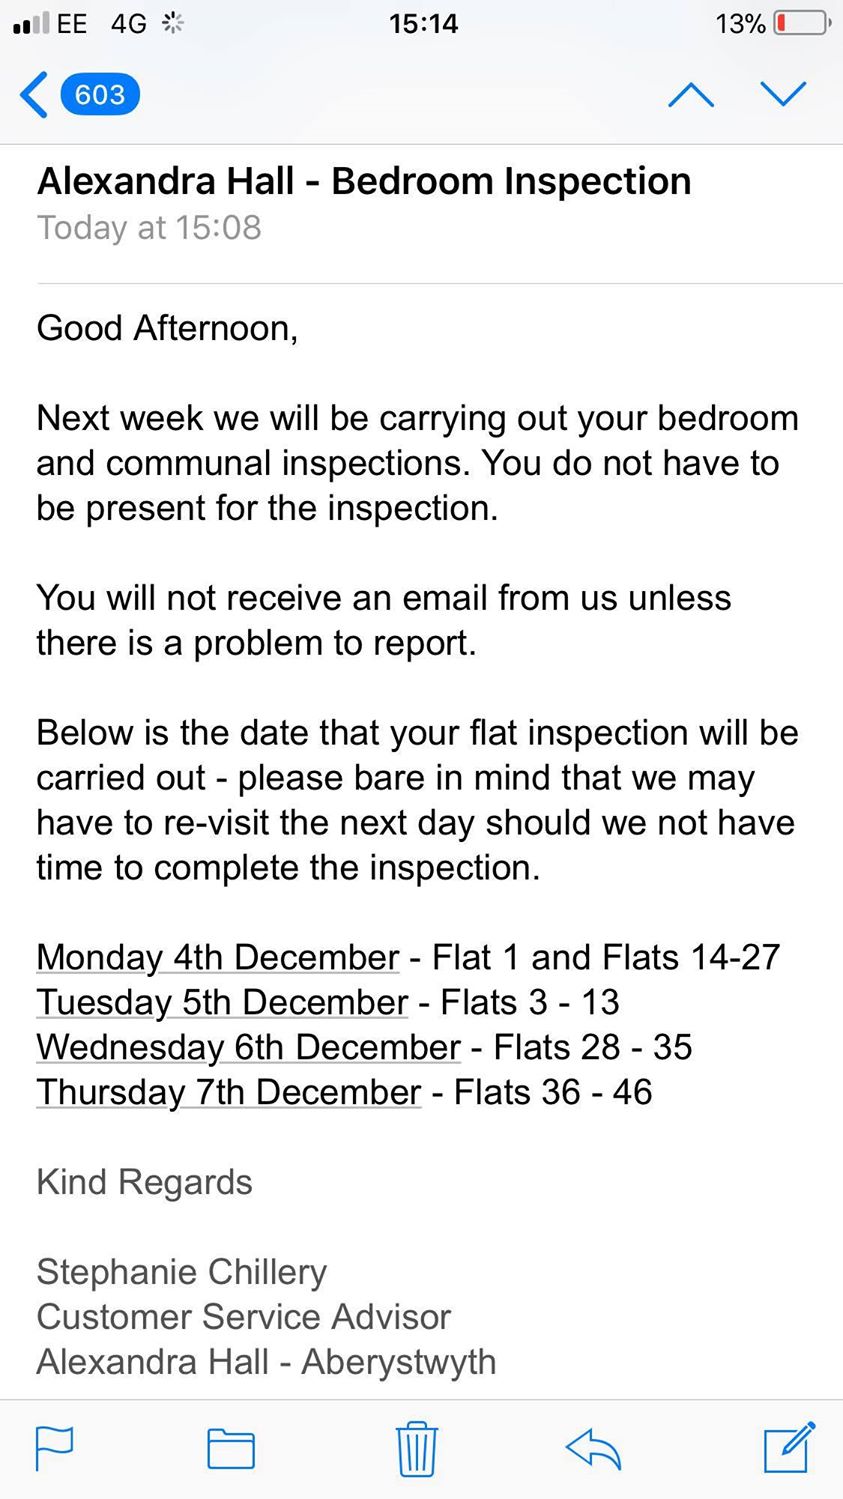 EE 4G 15:14 13%
603
Alexandra Hall - Bedroom Inspection
Today at 15:08
Good Afternoon,
Next week we will be carrying out your bedroom
and communal inspections. You do not have to
be present for the inspection.
You will not receive an email from us unless
there is a problem to report.
Below is the date that your flat inspection will be
carried out - please bare in mind that we may
have to re-visit the next day should we not have
time to complete the inspection.
Monday 4th December - Flat 1 and Flats 14-27
Tuesday 5th December - Flats 3 - 13
Wednesday 6th December - Flats 28 - 35
Thursday 7th December - Flats 36 - 46
Kind Regards
Stephanie Chillery
Customer Service Advisor
Alexandra Hall - Aberystwyth